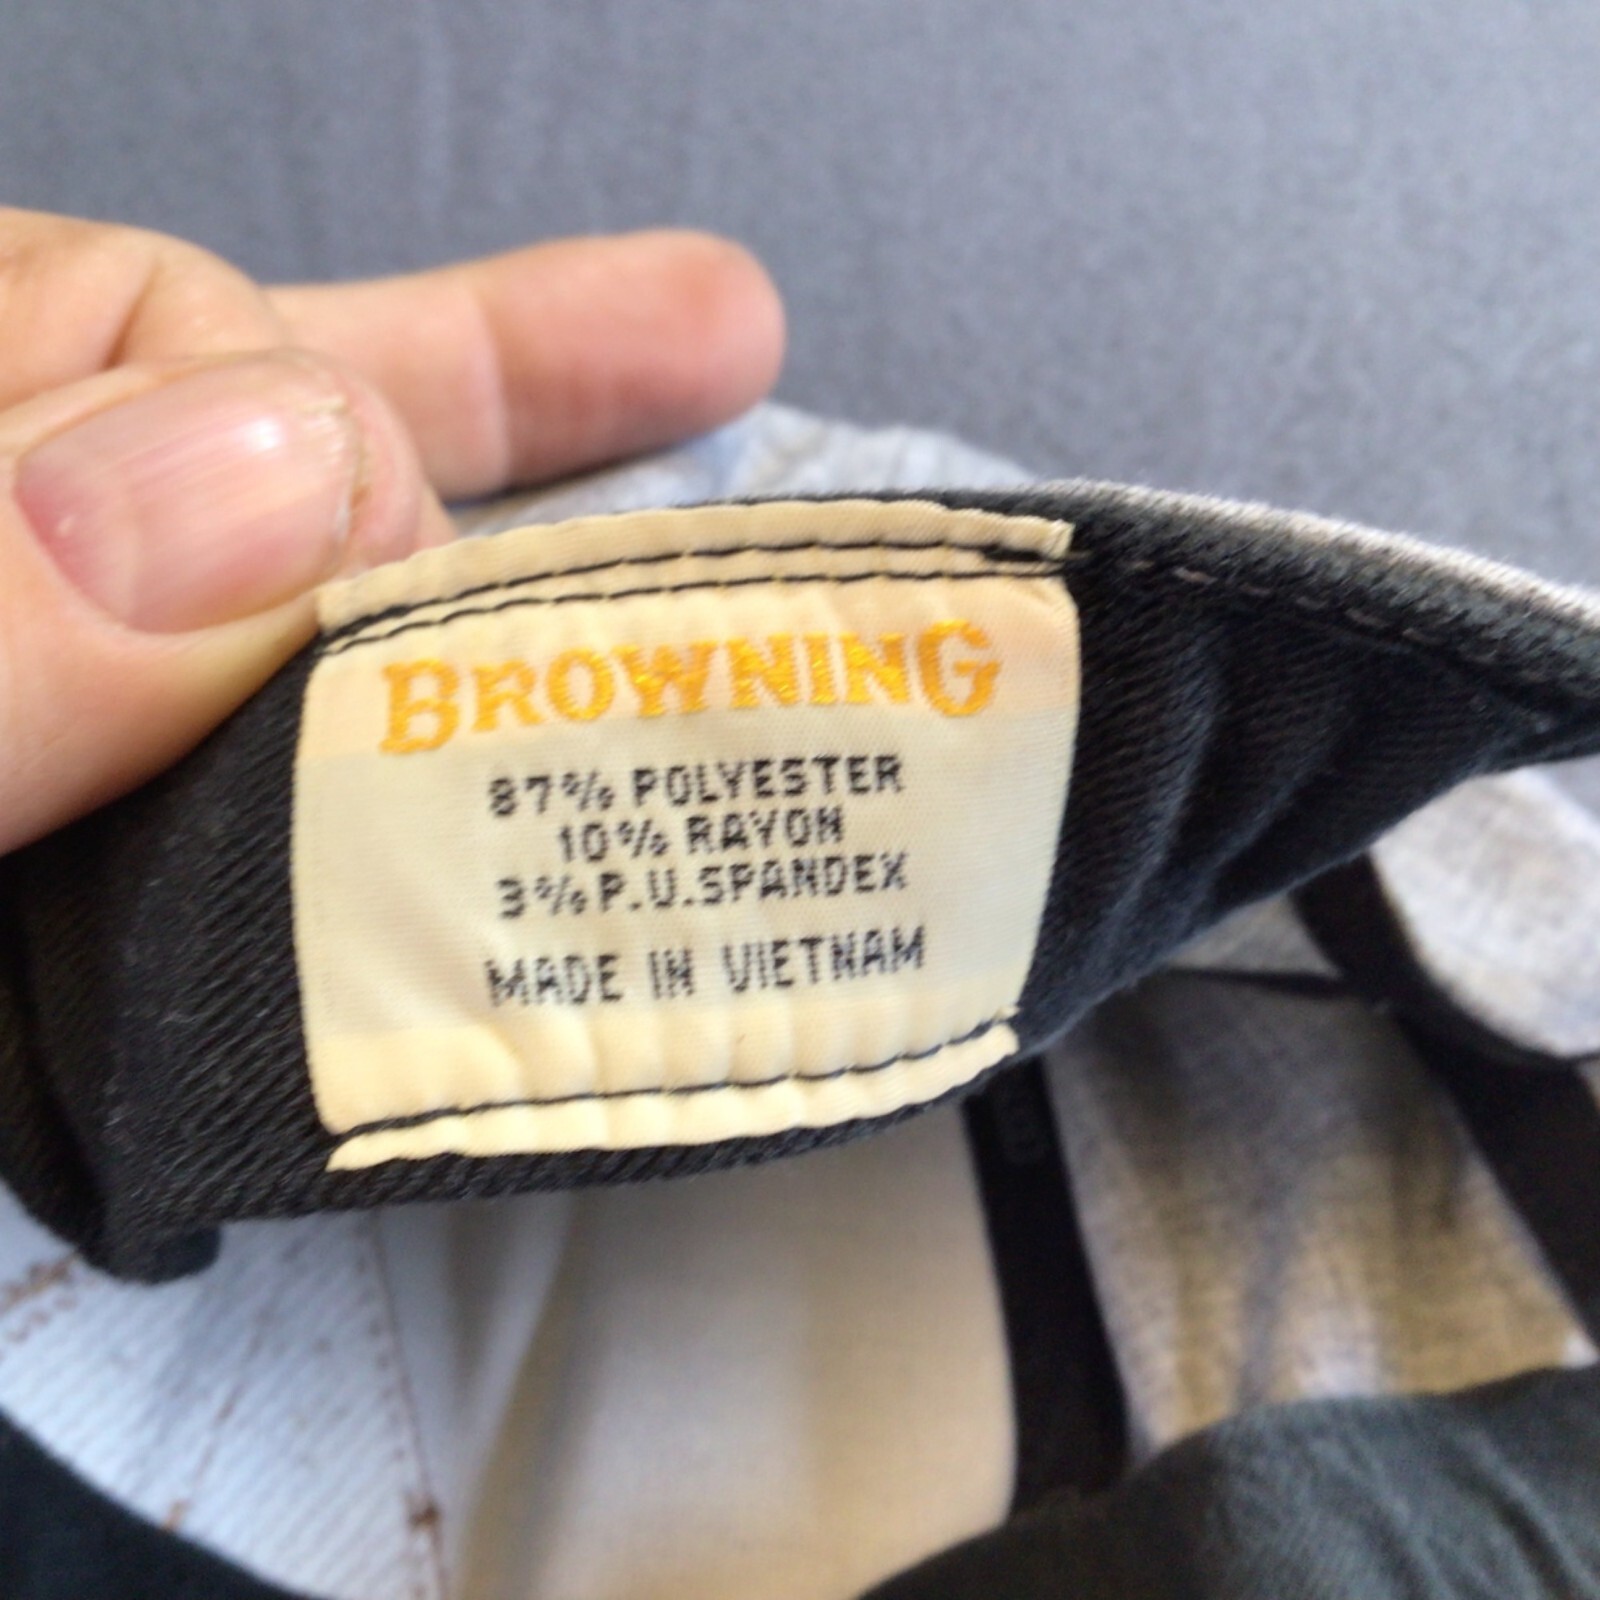 BROWNING
87% POLYESTER
10% RAYON
3% P.U.SPANDEX
MADE IN VIETNAM